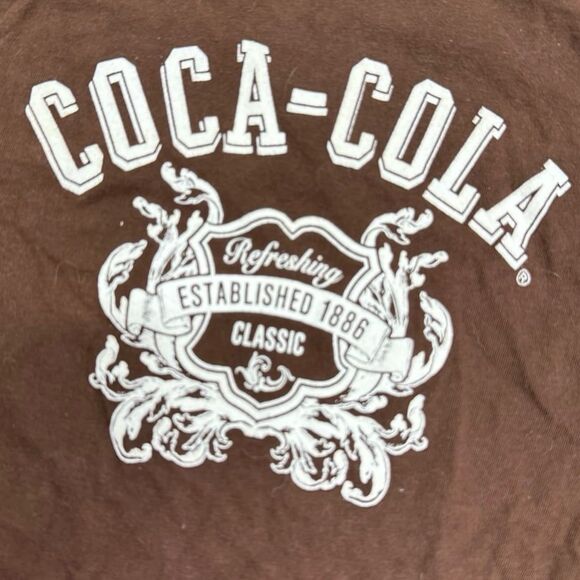 COCA-COLA®
Refreshing
ESTABLISHED 1886
CLASSIC